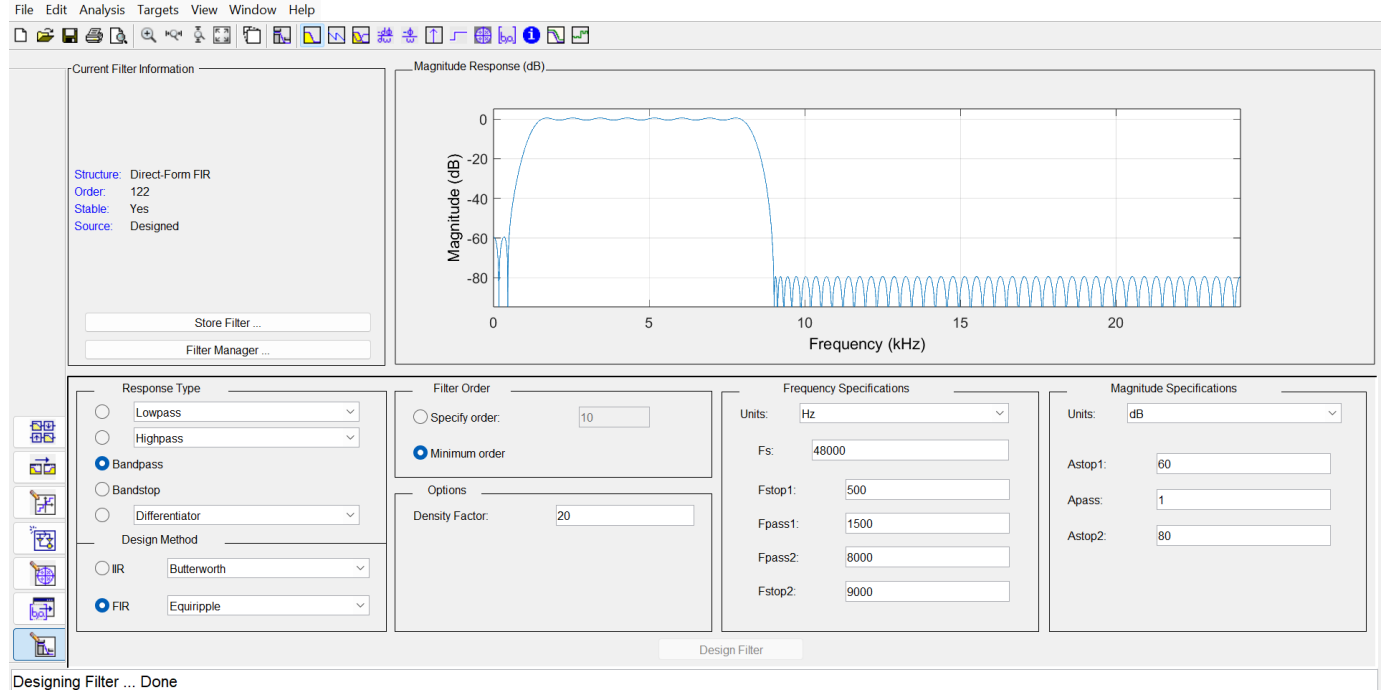 File Edit Analysis Targets View Window Help
Current Filter Information
Structure: Direct-Form FIR
Order: 122
Stable: Yes
Source: Designed
Store Filter ...
Filter Manager ...
Magnitude Response (dB)
Magnitude (dB)
0
-20
-40
-60
-80
0 5 10 15 20
Frequency (kHz)
Response Type
Lowpass
Highpass
Bandpass
Bandstop
Differentiator
Design Method
IIR Butterworth
FIR Equiripple
Filter Order
Specify order: 10
Minimum order
Options
Density Factor: 20
Frequency Specifications
Units: Hz
Fs: 48000
Fstop1: 500
Fpass1: 1500
Fpass2: 8000
Fstop2: 9000
Magnitude Specifications
Units: dB
Astop1: 60
Apass: 1
Astop2: 80
Design Filter
Designing Filter ... Done